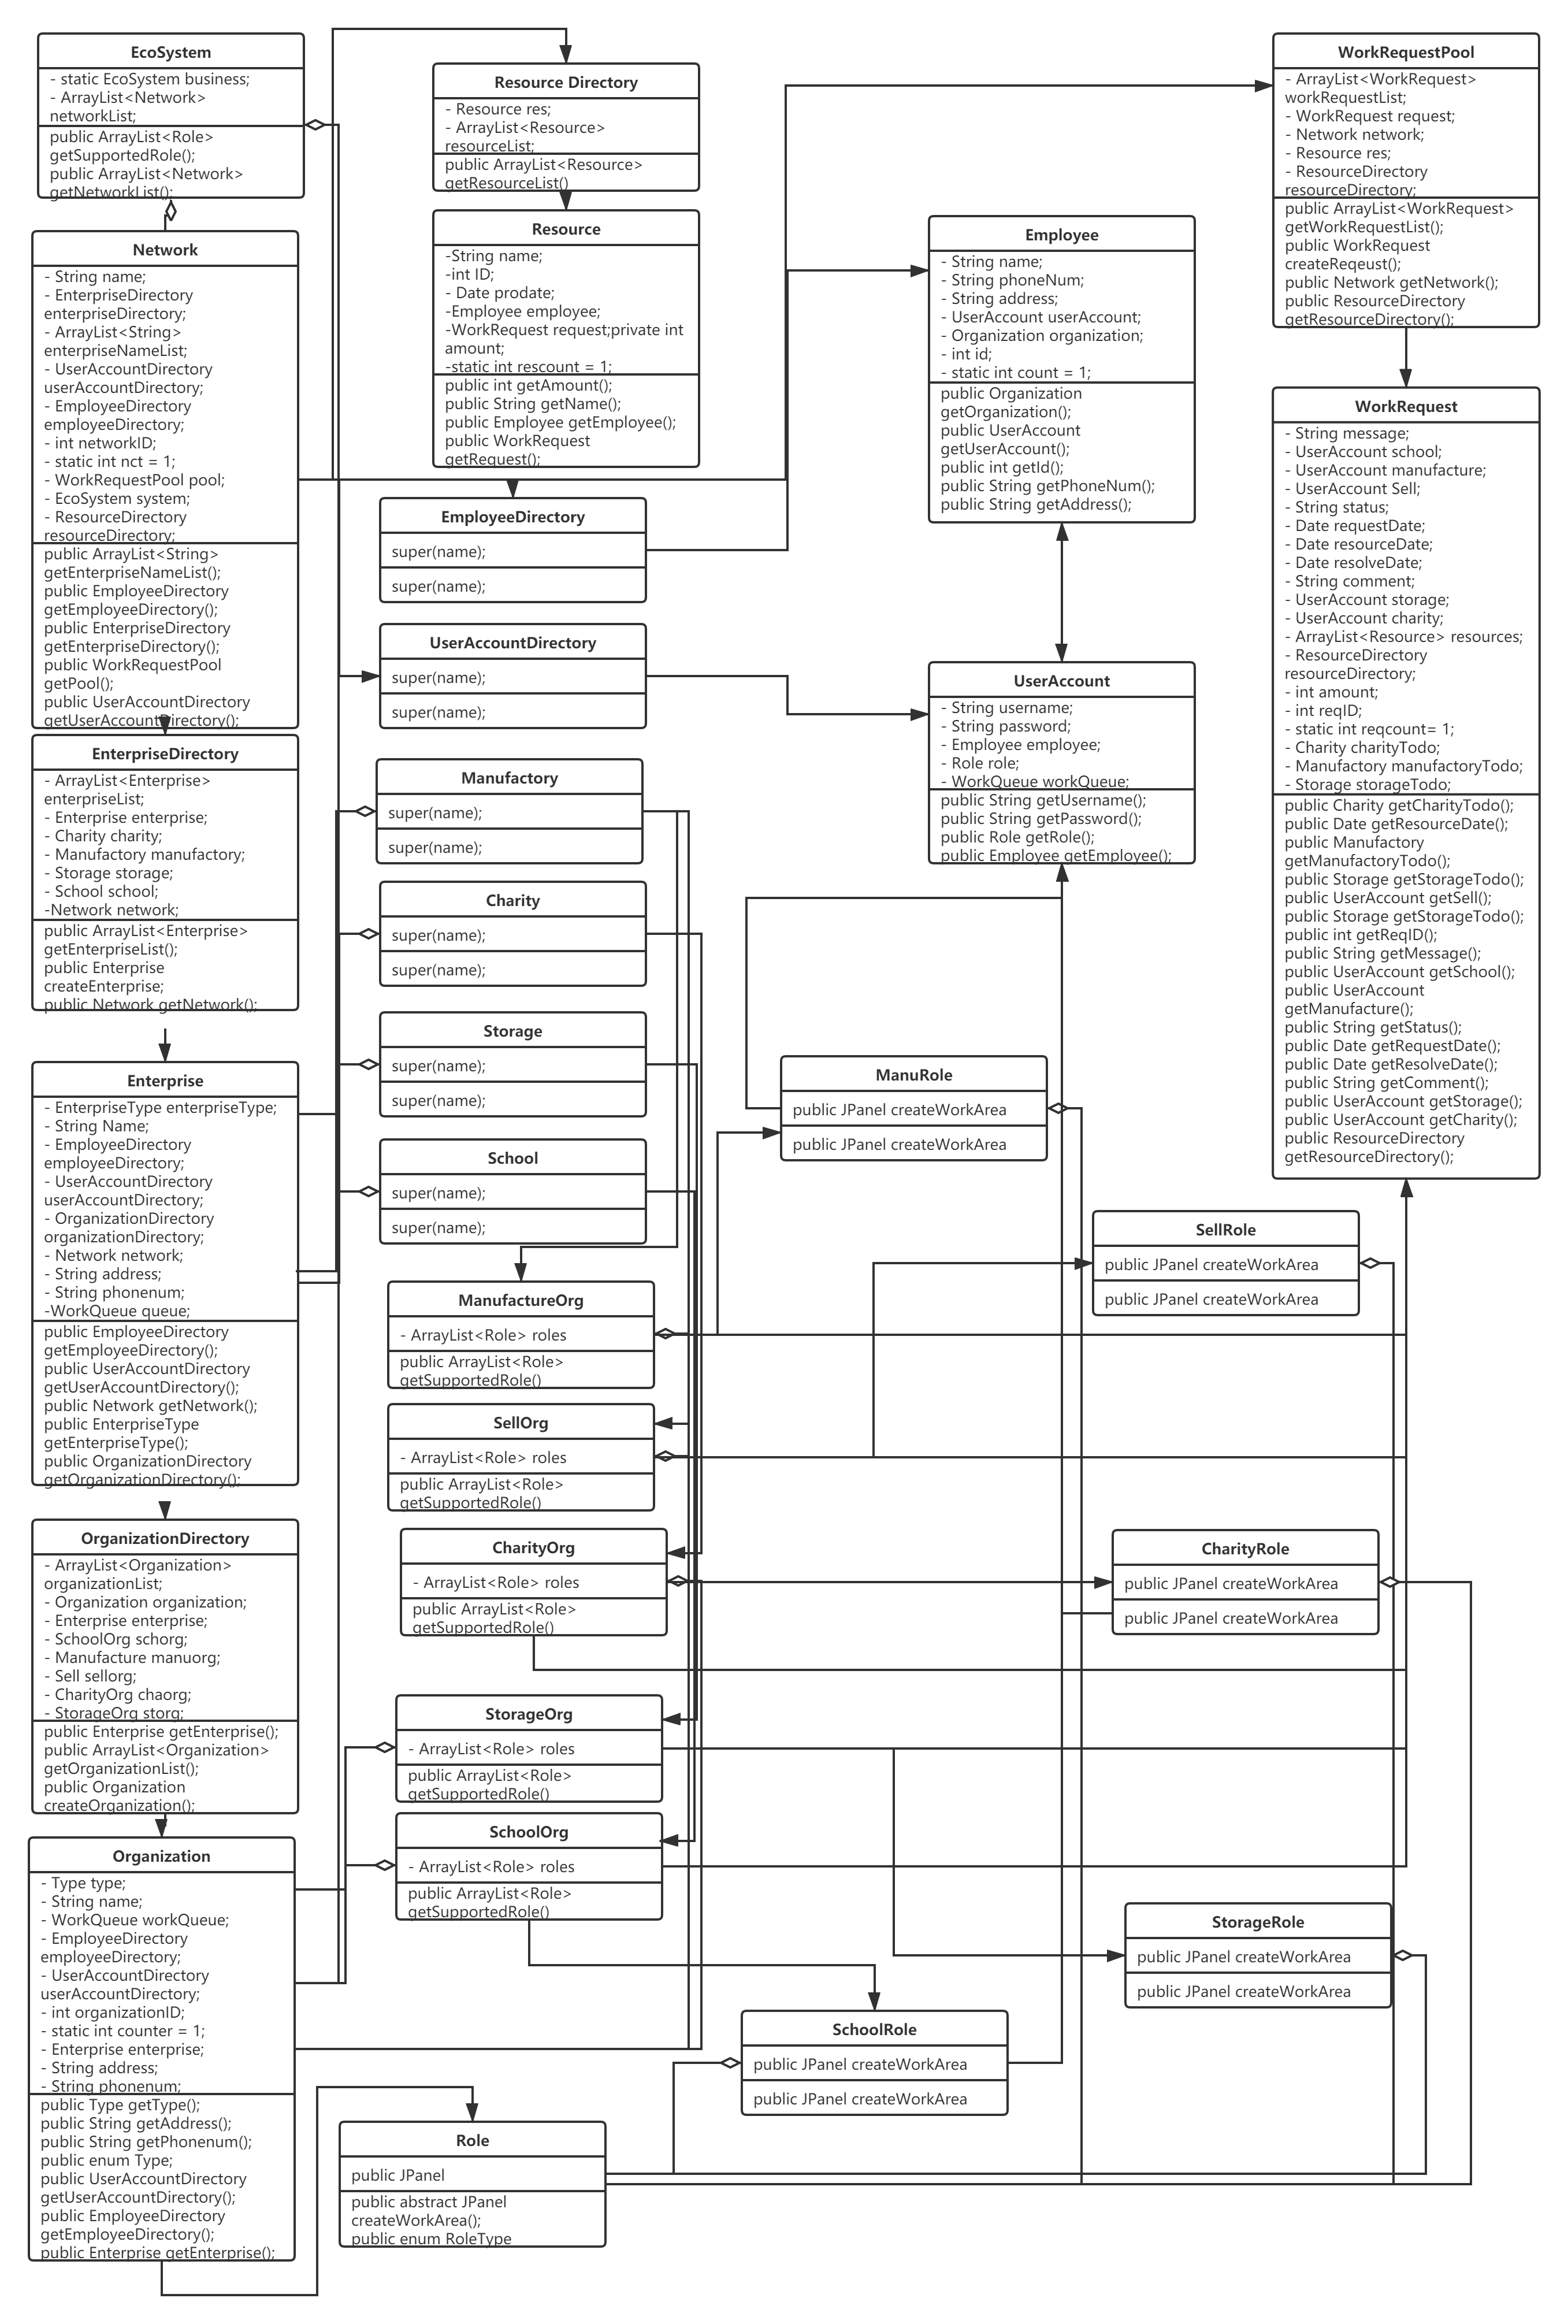 EcoSystem
- static EcoSystem business;
- ArrayList<Network>
networkList;
public ArrayList<Role>
getSupportedRole();
public ArrayList<Network>
getNetworkList();
Network
- String name;
- EnterpriseDirectory
enterpriseDirectory;
- ArrayList<String>
enterpriseNameList;
- UserAccountDirectory
userAccountDirectory;
- EmployeeDirectory
employeeDirectory;
- int networkID;
- static int nct = 1;
- WorkRequestPool pool;
- EcoSystem system;
- ResourceDirectory
resourceDirectory;
public ArrayList<String>
getEnterpriseNameList();
public EmployeeDirectory
getEmployeeDirectory();
public EnterpriseDirectory
getEnterpriseDirectory();
public WorkRequestPool
getPool();
public UserAccountDirectory
getUserAccountDirectory();
EnterpriseDirectory
- ArrayList<Enterprise>
enterpriseList;
- Enterprise enterprise;
- Charity charity;
- Manufactory manufactory;
- Storage storage;
- School school;
-Network network;
public ArrayList<Enterprise>
getEnterpriseList();
public Enterprise
createEnterprise;
public Network getNetwork();
Enterprise
- EnterpriseType enterpriseType;
- String Name;
- EmployeeDirectory
employeeDirectory;
- UserAccountDirectory
userAccountDirectory;
- OrganizationDirectory
organizationDirectory;
- Network network;
- String address;
- String phonenum;
-WorkQueue queue;
public EmployeeDirectory
getEmployeeDirectory();
public UserAccountDirectory
getUserAccountDirectory();
public Network getNetwork();
public EnterpriseType
getEnterpriseType();
public OrganizationDirectory
getOrganizationDirectory();
OrganizationDirectory
- ArrayList<Organization>
organizationList;
- Organization organization;
- Enterprise enterprise;
- SchoolOrg schorg;
- Manufacture manuorg;
- Sell sellorg;
- CharityOrg chaorg;
- StorageOrg storg;
public Enterprise getEnterprise();
public ArrayList<Organization>
getOrganizationList();
public Organization
createOrganization();
Organization
- Type type;
- String name;
- WorkQueue workQueue;
- EmployeeDirectory
employeeDirectory;
- UserAccountDirectory
userAccountDirectory;
- int organizationID;
- static int counter = 1;
- Enterprise enterprise;
- String address;
- String phonenum;
public Type getType();
public String getAddress();
public String getPhonenum();
public enum Type;
public UserAccountDirectory
getUserAccountDirectory();
public EmployeeDirectory
getEmployeeDirectory();
public Enterprise getEnterprise();
Resource Directory
- Resource res;
- ArrayList<Resource>
resourceList;
public ArrayList<Resource>
getResourceList()
Resource
-String name;
-int ID;
- Date prodate;
-Employee employee;
-WorkRequest request;private int
amount;
-static int rescount = 1;
public int getAmount();
public String getName();
public Employee getEmployee();
public WorkRequest
getRequest();
EmployeeDirectory
super(name);
super(name);
UserAccountDirectory
super(name);
super(name);
Manufactory
super(name);
super(name);
Charity
super(name);
super(name);
Storage
super(name);
super(name);
School
super(name);
super(name);
ManufactureOrg
- ArrayList<Role> roles
public ArrayList<Role>
getSupportedRole()
SellOrg
- ArrayList<Role> roles
public ArrayList<Role>
getSupportedRole()
CharityOrg
- ArrayList<Role> roles
public ArrayList<Role>
getSupportedRole()
StorageOrg
- ArrayList<Role> roles
public ArrayList<Role>
getSupportedRole()
SchoolOrg
- ArrayList<Role> roles
public ArrayList<Role>
getSupportedRole()
Role
public JPanel
public abstract JPanel
createWorkArea();
public enum RoleType
Employee
- String name;
- String phoneNum;
- String address;
- UserAccount userAccount;
- Organization organization;
- int id;
- static int count = 1;
public Organization
getOrganization();
public UserAccount
getUserAccount();
public int getId();
public String getPhoneNum();
public String getAddress();
UserAccount
- String username;
- String password;
- Employee employee;
- Role role;
- WorkQueue workQueue;
public String getUsername();
public String getPassword();
public Role getRole();
public Employee getEmployee();
ManuRole
public JPanel createWorkArea
public JPanel createWorkArea
SellRole
public JPanel createWorkArea
public JPanel createWorkArea
CharityRole
public JPanel createWorkArea
public JPanel createWorkArea
StorageRole
public JPanel createWorkArea
public JPanel createWorkArea
SchoolRole
public JPanel createWorkArea
public JPanel createWorkArea
WorkRequestPool
- ArrayList<WorkRequest>
workRequestList;
- WorkRequest request;
- Network network;
- Resource res;
- ResourceDirectory
resourceDirectory;
public ArrayList<WorkRequest>
getWorkRequestList();
public WorkRequest
createReqeust();
public Network getNetwork();
public ResourceDirectory
getResourceDirectory();
WorkRequest
- String message;
- UserAccount school;
- UserAccount manufacture;
- UserAccount Sell;
- String status;
- Date requestDate;
- Date resourceDate;
- Date resolveDate;
- String comment;
- UserAccount storage;
- UserAccount charity;
- ArrayList<Resource> resources;
- ResourceDirectory
resourceDirectory;
- int amount;
- int reqID;
- static int reqcount= 1;
- Charity charityTodo;
- Manufactory manufactoryTodo;
- Storage storageTodo;
public Charity getCharityTodo();
public Date getResourceDate();
public Manufactory
getManufactoryTodo();
public Storage getStorageTodo();
public UserAccount getSell();
public Storage getStorageTodo();
public int getReqID();
public String getMessage();
public UserAccount getSchool();
public UserAccount
getManufacture();
public String getStatus();
public Date getRequestDate();
public Date getResolveDate();
public String getComment();
public UserAccount getStorage();
public UserAccount getCharity();
public ResourceDirectory
getResourceDirectory();